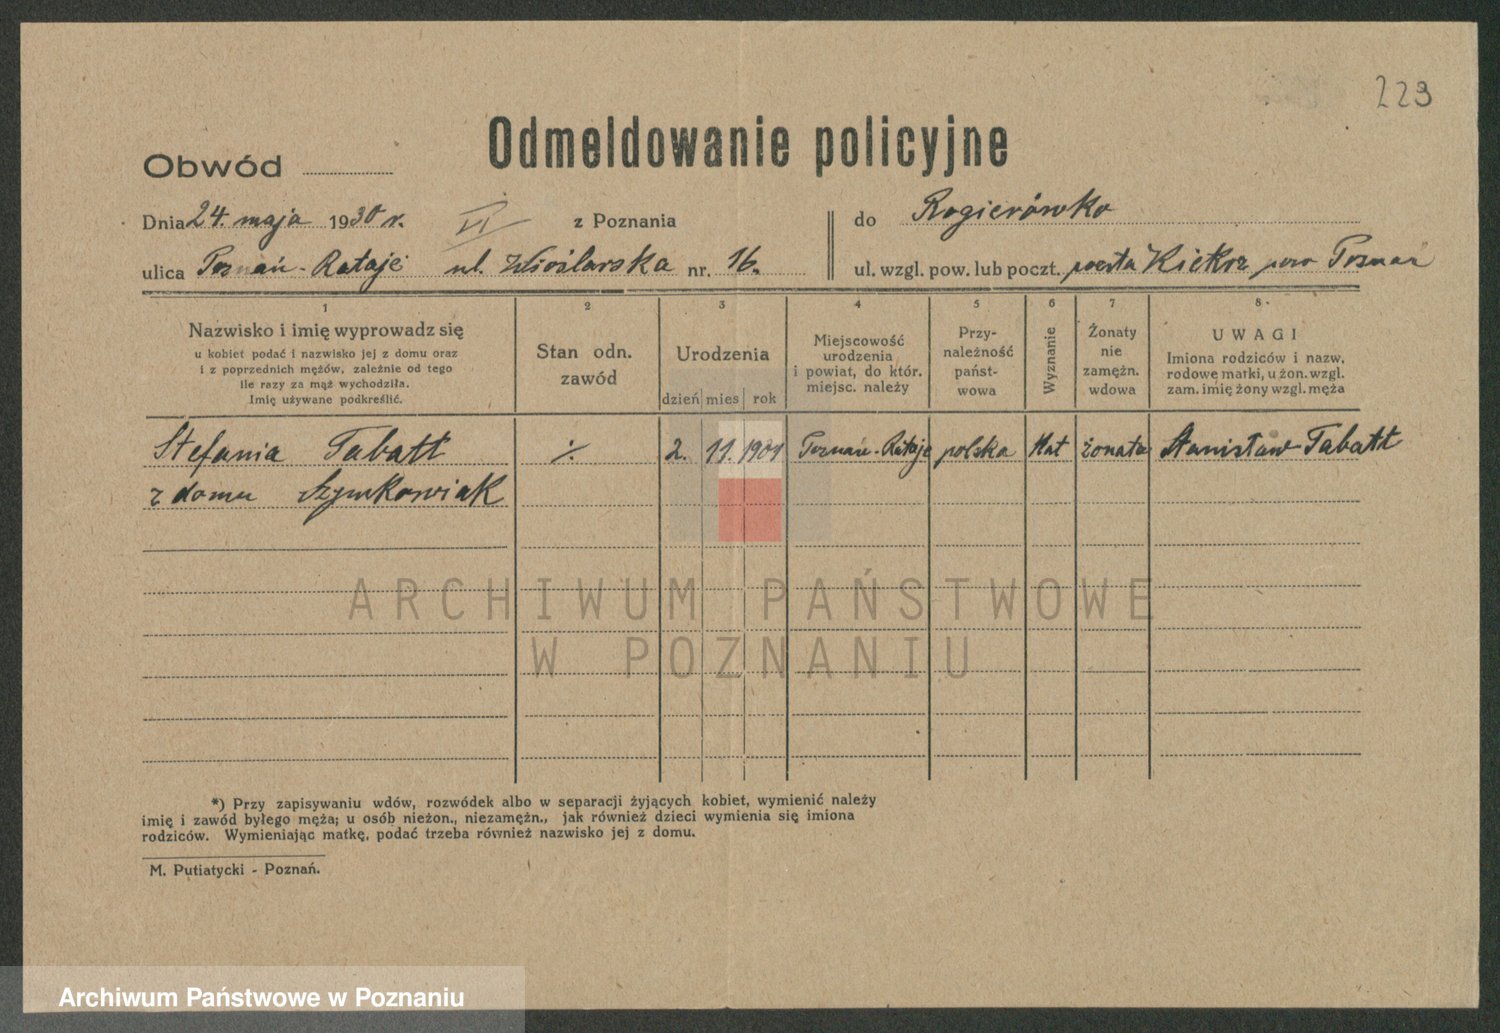 223
Odmeldowanie policyjne
Obwód
Dnia 24. maja 1930 r. VI z Poznania do Rogierówko
ulica Poznań-Rataje ul. Wioślarska nr. 16. ul. wzgl. pow. lub poczt. poczta Kiekrz pow Poznań
1 2 3 4 5 6 7 8
Nazwisko i imię wyprowadz się
u kobiet podać i nazwisko jej z domu oraz
i z poprzednich mężów, zależnie od tego
ile razy za mąż wychodziła.
Imię używane podkreślić.
Stan odn.
zawód
Urodzenia
dzień mies rok
Miejscowość
urodzenia
i powiat, do któr.
miejsc. należy
Przy-
należność
państ-
wowa
Wyznanie
Żonaty
nie
zamężn.
wdowa
UWAGI
Imiona rodziców i nazw.
rodowe matki, u żon. wzgl.
zam. imię żony wzgl. męża
Stefania Tabatt ·/. 2. 11. 1901 Poznań-Rataje polska kat żonata Stanisław Tabatt
z domu Szymkowiak
ARCHIWUM PAŃSTWOWE
W POZNANIU
*) Przy zapisywaniu wdów, rozwódek albo w separacji żyjących kobiet, wymienić należy
imię i zawód byłego męża; u osób nieżon., niezamężn., jak również dzieci wymienia się imiona
rodziców. Wymieniając matkę, podać trzeba również nazwisko jej z domu.
M. Putiatycki - Poznań.
Archiwum Państwowe w Poznaniu